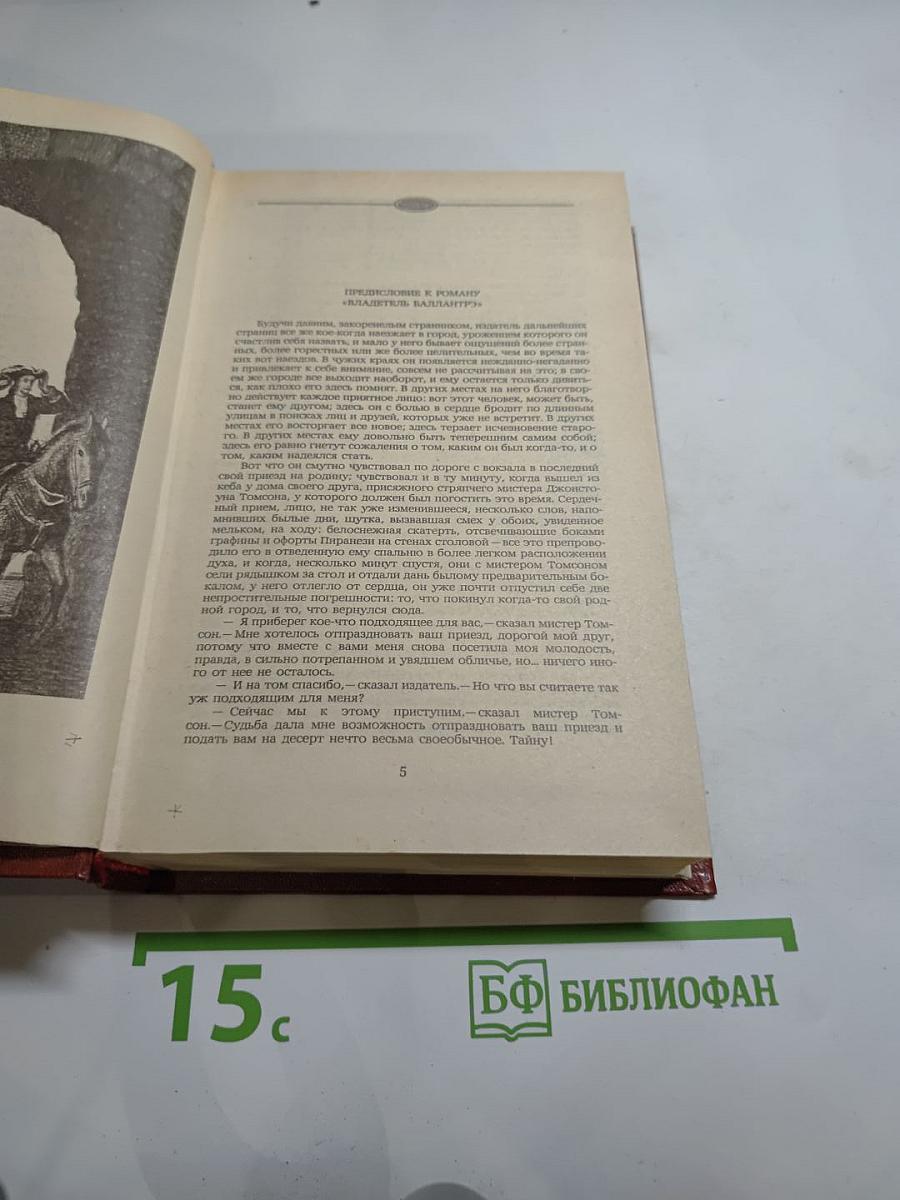 ПРЕДИСЛОВИЕ К РОМАНУ
«ВЛАДЕТЕЛЬ БАЛЛАНТРЭ»
Будучи давним, закоренелым странником, издатель дальнейших
страниц все же кое-когда наезжает в город, урожением которого он
счастлив себя назвать, и мало у него бывает ощущений более стран-
ных, более горестных или же более целительных, чем во время та-
ких вот наездов. В чужих краях он появляется нежданно-негаданно
и привлекает к себе внимание, совсем не рассчитывая на это; в сво-
ем же городе все выходит наоборот, и ему остается только дивить-
ся, как плохо его здесь помнят. В других местах на него благотвор-
но действует каждое приятное лицо: вот этот человек, может быть,
станет ему другом; здесь он с болью в сердце бродит по длинным
улицам в поисках лиц и друзей, которых уже не встретит. В других
местах его восторгает все новое; здесь терзает исчезновение старо-
го. В других местах ему довольно быть теперешним самим собой;
здесь его равно гнетут сожаления о том, каким он был когда-то, и о
том, каким надеялся стать.
Вот что он смутно чувствовал по дороге с вокзала в последний
свой приезд на родину; чувствовал и в ту минуту, когда вышел из
кеба у дома своего друга, присяжного стряпчего мистера Джонсто-
уна Томсона, у которого должен был погостить это время. Сердеч-
ный прием, лицо, не так уже изменившееся, несколько слов, напо-
мнивших былые дни, шутка, вызвавшая смех у обоих, увиденное
мельком, на ходу: белоснежная скатерть, отсвечивающие боками
графины и офорты Пиранези на стенах столовой — все это препрово-
дило его в отведенную ему спальню в более легком расположении
духа, и когда, несколько минут спустя, они с мистером Томсоном
сели рядышком за стол и отдали дань былому предварительным бо-
калом, у него отлегло от сердца, он уже почти отпустил себе две
непростительные погрешности: то, что покинул когда-то свой род-
ной город, и то, что вернулся сюда.
— Я приберег кое-что подходящее для вас,— сказал мистер Том-
сон.— Мне хотелось отпраздновать ваш приезд, дорогой мой друг,
потому что вместе с вами меня снова посетила моя молодость,
правда, в сильно потрепанном и увядшем обличье, но... ничего ино-
го от нее не осталось.
— И на том спасибо,— сказал издатель.— Но что вы считаете так
уж подходящим для меня?
— Сейчас мы к этому приступим,— сказал мистер Том-
сон.— Судьба дала мне возможность отпраздновать ваш приезд и
подать вам на десерт нечто весьма своеобычное. Тайну!
5
15 с
БФ БИБЛИОФАН